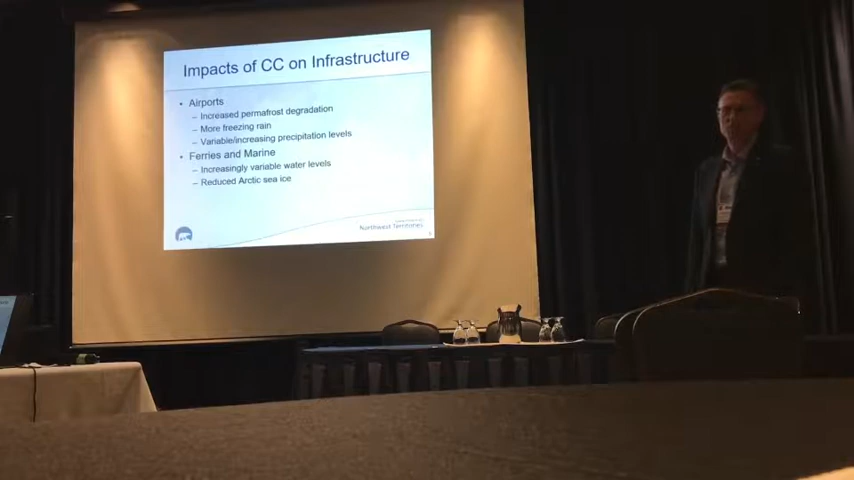 Impacts of CC on Infrastructure
• Airports
– Increased permafrost degradation
– More freezing rain
– Variable/increasing precipitation levels
• Ferries and Marine
– Increasingly variable water levels
– Reduced Arctic sea ice
Northwest Territories